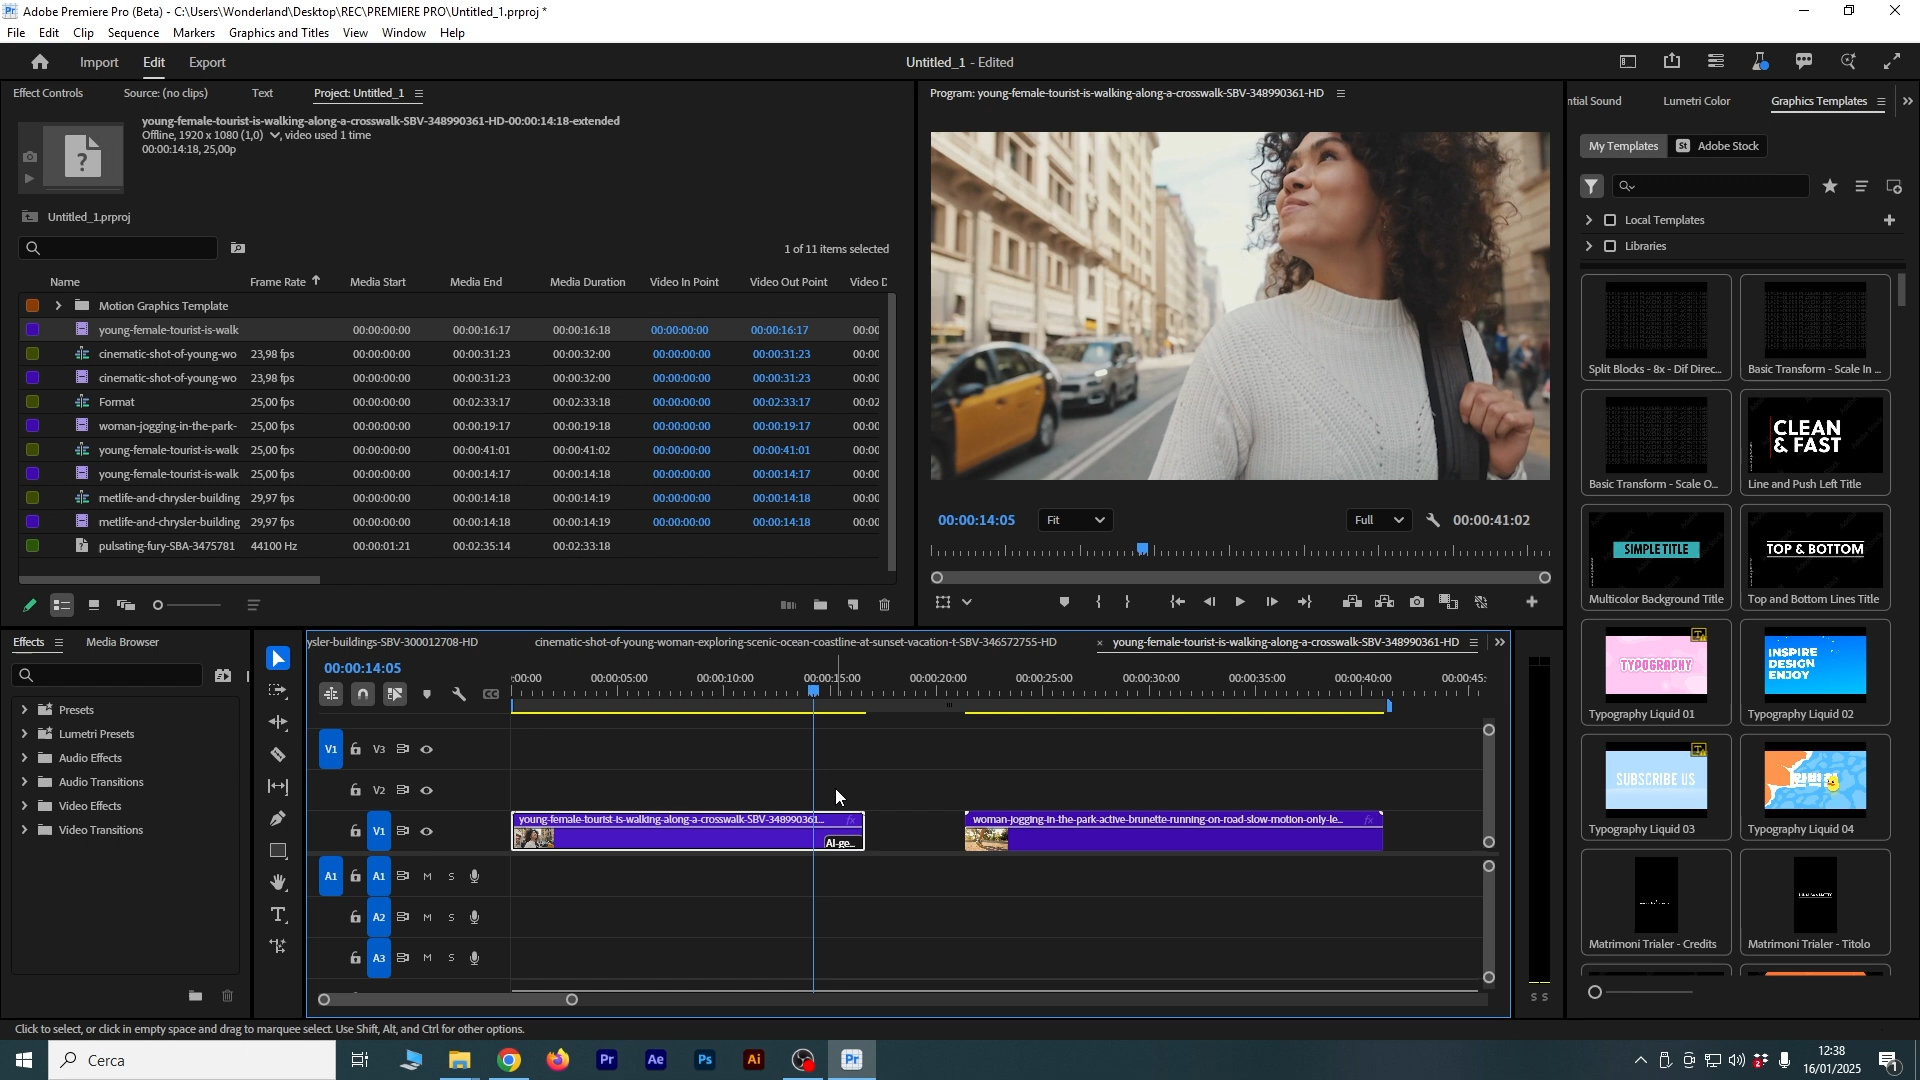 Adobe Premiere Pro (Beta) - C:\Users\Wonderland\Desktop\REC\PREMIERE PRO\Untitled_1.prproj *
File Edit Clip Sequence Markers Graphics and Titles View Window Help
Import Edit Export
Untitled_1 - Edited
Effect Controls Source: (no clips) Text Project: Untitled_1
young-female-tourist-is-walking-along-a-crosswalk-SBV-348990361-HD-00:00:14:18-extended
Offline, 1920 x 1080 (1,0) , video used 1 time
00:00:14:18, 25,00p
Untitled_1.prproj
1 of 11 items selected
Name Frame Rate Media Start Media End Media Duration Video In Point Video Out Point Video D
Motion Graphics Template
young-female-tourist-is-walk 00:00:00:00 00:00:16:17 00:00:16:18 00:00:00:00 00:00:16:17 00:00
cinematic-shot-of-young-wo 23,98 fps 00:00:00:00 00:00:31:23 00:00:32:00 00:00:00:00 00:00:31:23 00:00
cinematic-shot-of-young-wo 23,98 fps 00:00:00:00 00:00:31:23 00:00:32:00 00:00:00:00 00:00:31:23 00:00
Format 25,00 fps 00:00:00:00 00:02:33:17 00:02:33:18 00:00:00:00 00:02:33:17 00:02
woman-jogging-in-the-park- 25,00 fps 00:00:00:00 00:00:19:17 00:00:19:18 00:00:00:00 00:00:19:17 00:00
young-female-tourist-is-walk 25,00 fps 00:00:00:00 00:00:41:01 00:00:41:02 00:00:00:00 00:00:41:01 00:00
young-female-tourist-is-walk 25,00 fps 00:00:00:00 00:00:14:17 00:00:14:18 00:00:00:00 00:00:14:17 00:00
metlife-and-chrysler-building 29,97 fps 00:00:00:00 00:00:14:18 00:00:14:19 00:00:00:00 00:00:14:18 00:00
metlife-and-chrysler-building 29,97 fps 00:00:00:00 00:00:14:18 00:00:14:19 00:00:00:00 00:00:14:18 00:00
pulsating-fury-SBA-3475781 44100 Hz 00:00:01:21 00:02:35:14 00:02:33:18
Program: young-female-tourist-is-walking-along-a-crosswalk-SBV-348990361-HD
00:00:14:05 Fit Full 00:00:41:02
ntial Sound Lumetri Color Graphics Templates
My Templates St Adobe Stock
Local Templates
Libraries
Split Blocks - 8x - Dif Direc... Basic Transform - Scale In ...
CLEAN
& FAST
Basic Transform - Scale O... Line and Push Left Title
SIMPLE TITLE TOP & BOTTOM
Multicolor Background Title Top and Bottom Lines Title
TYPOGRAPHY INSPIRE
DESIGN
ENJOY
Typography Liquid 01 Typography Liquid 02
SUBSCRIBE US
Typography Liquid 03 Typography Liquid 04
Matrimoni Trialer - Credits Matrimoni Trialer - Titolo
Effects Media Browser
Presets
Lumetri Presets
Audio Effects
Audio Transitions
Video Effects
Video Transitions
ysler-buildings-SBV-300012708-HD cinematic-shot-of-young-woman-exploring-scenic-ocean-coastline-at-sunset-vacation-t-SBV-346572755-HD × young-female-tourist-is-walking-along-a-crosswalk-SBV-348990361-HD
00:00:14:05
:00:00 00:00:05:00 00:00:10:00 00:00:15:00 00:00:20:00 00:00:25:00 00:00:30:00 00:00:35:00 00:00:40:00 00:00:45:
V1 V3
V2
V1 V1
young-female-tourist-is-walking-along-a-crosswalk-SBV-348990361... fx woman-jogging-in-the-park-active-brunette-running-on-road-slow-motion-only-le... fx
AI-ge...
A1 A1 M S
A2 M S
A3 M S
S S
Click to select, or click in empty space and drag to marquee select. Use Shift, Alt, and Ctrl for other options.
Cerca
Pr Ae Ps Ai Pr
12:38
16/01/2025